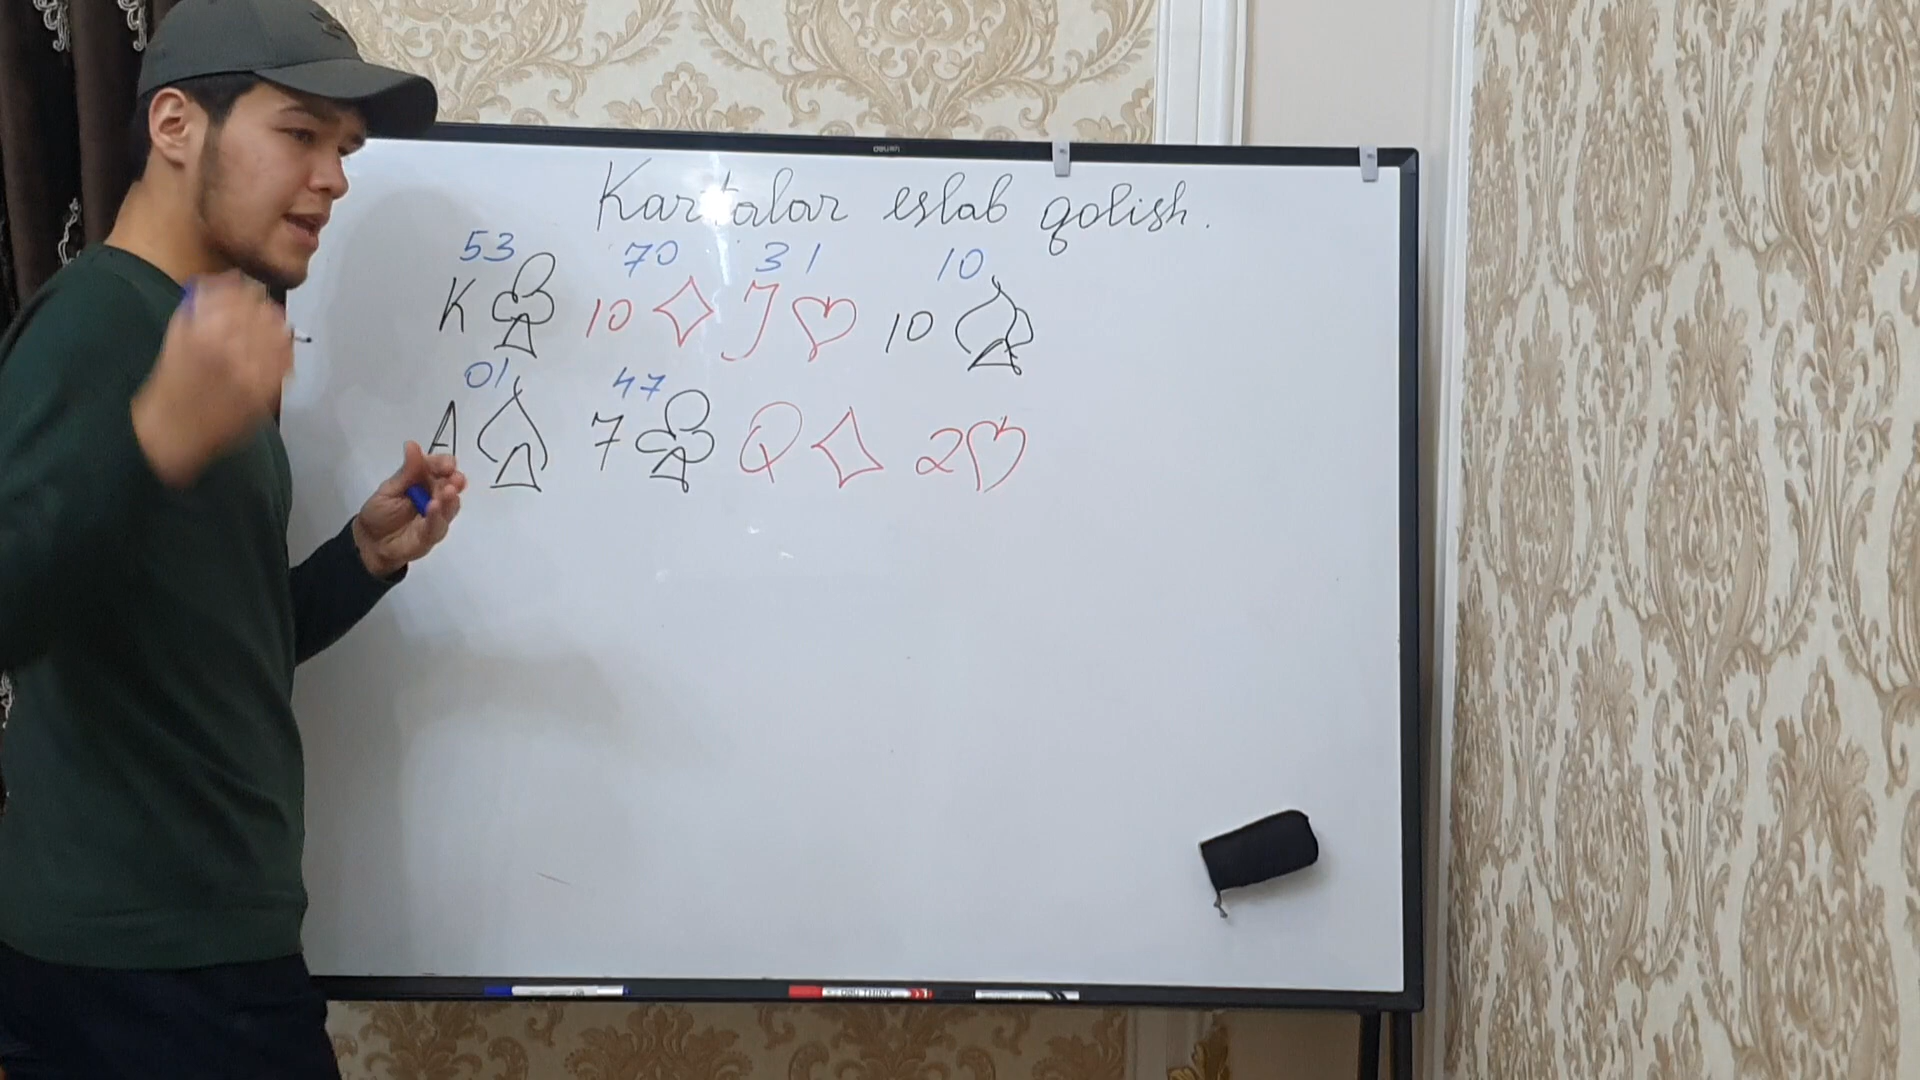 Kartalar eslab qolish.
53 70 31 10
K♣ 10♦ J♥ 10♠
01 47
A♠ 7♣ Q♦ 2♥